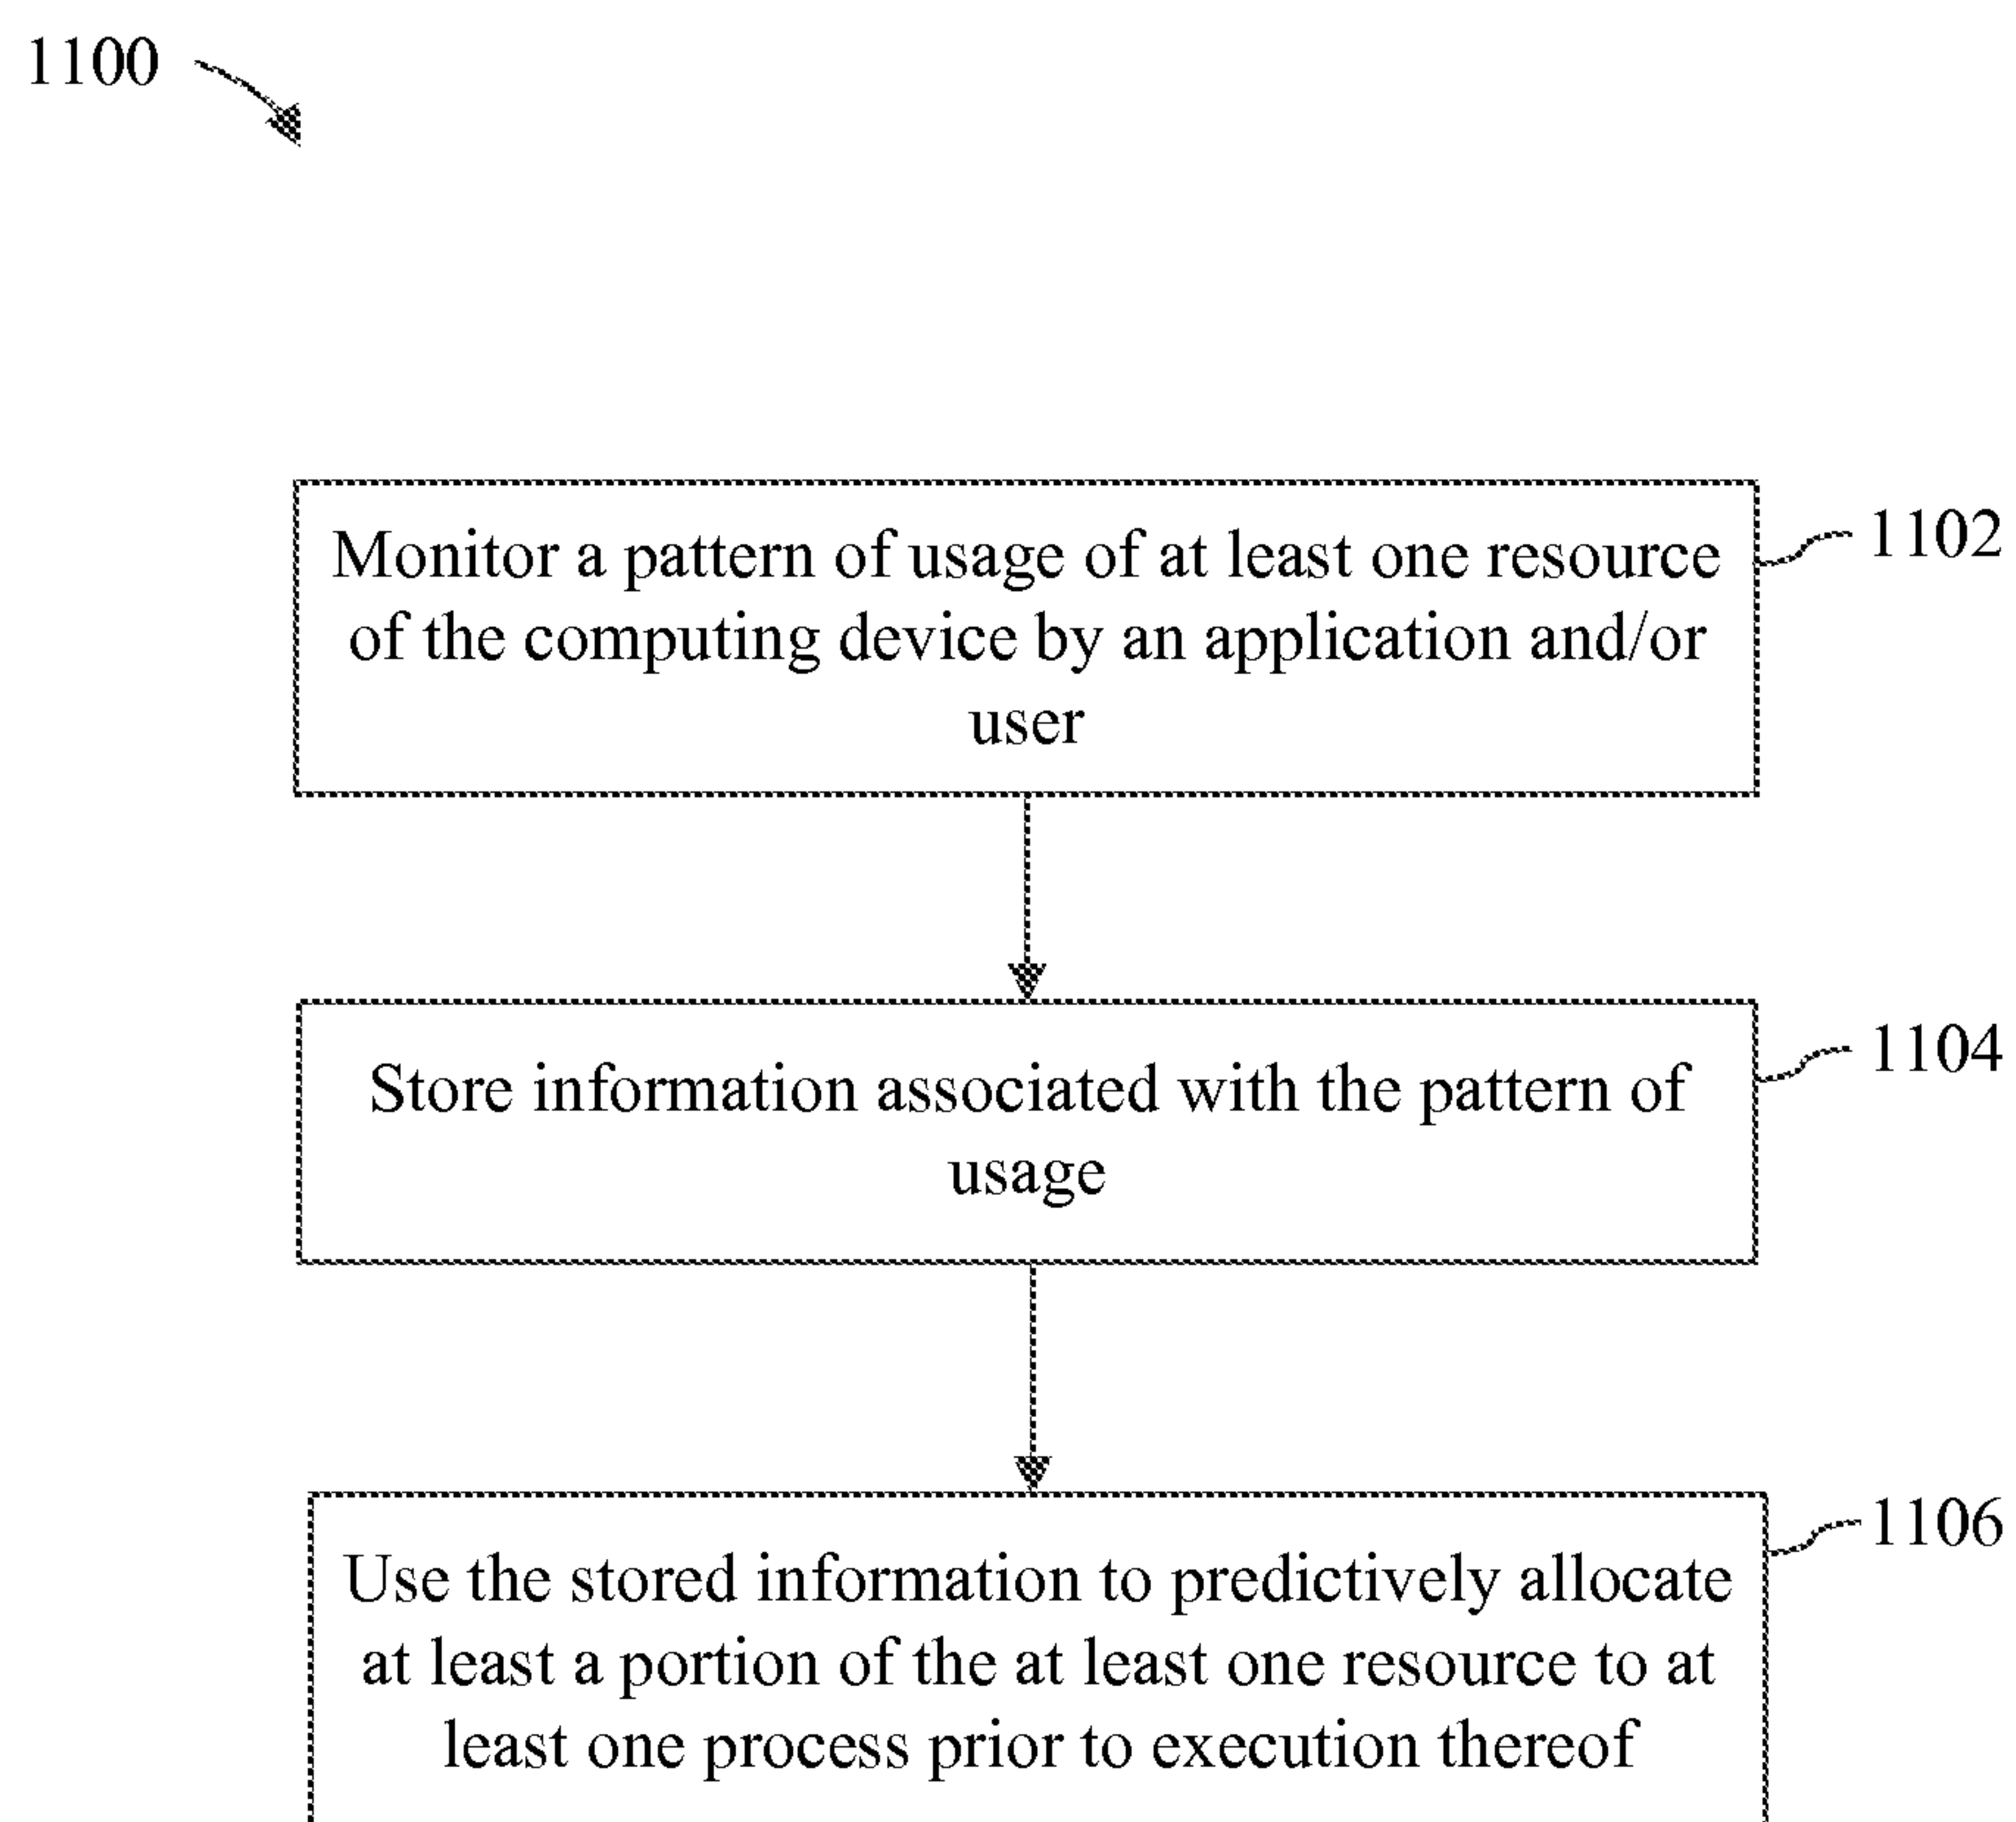 1100
Monitor a pattern of usage of at least one resource
of the computing device by an application and/or
user
1102
Store information associated with the pattern of
usage
1104
Use the stored information to predictively allocate
at least a portion of the at least one resource to at
least one process prior to execution thereof
1106